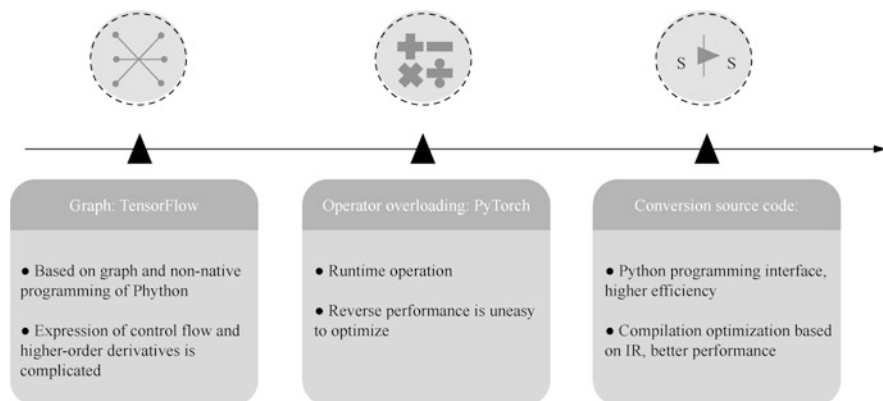 S S
Graph: TensorFlow
● Based on graph and non-native
programming of Phython
● Expression of control flow and
higher-order derivatives is
complicated
Operator overloading: PyTorch
● Runtime operation
● Reverse performance is uneasy
to optimize
Conversion source code:
● Python programming interface,
higher efficiency
● Compilation optimization based
on IR, better performance